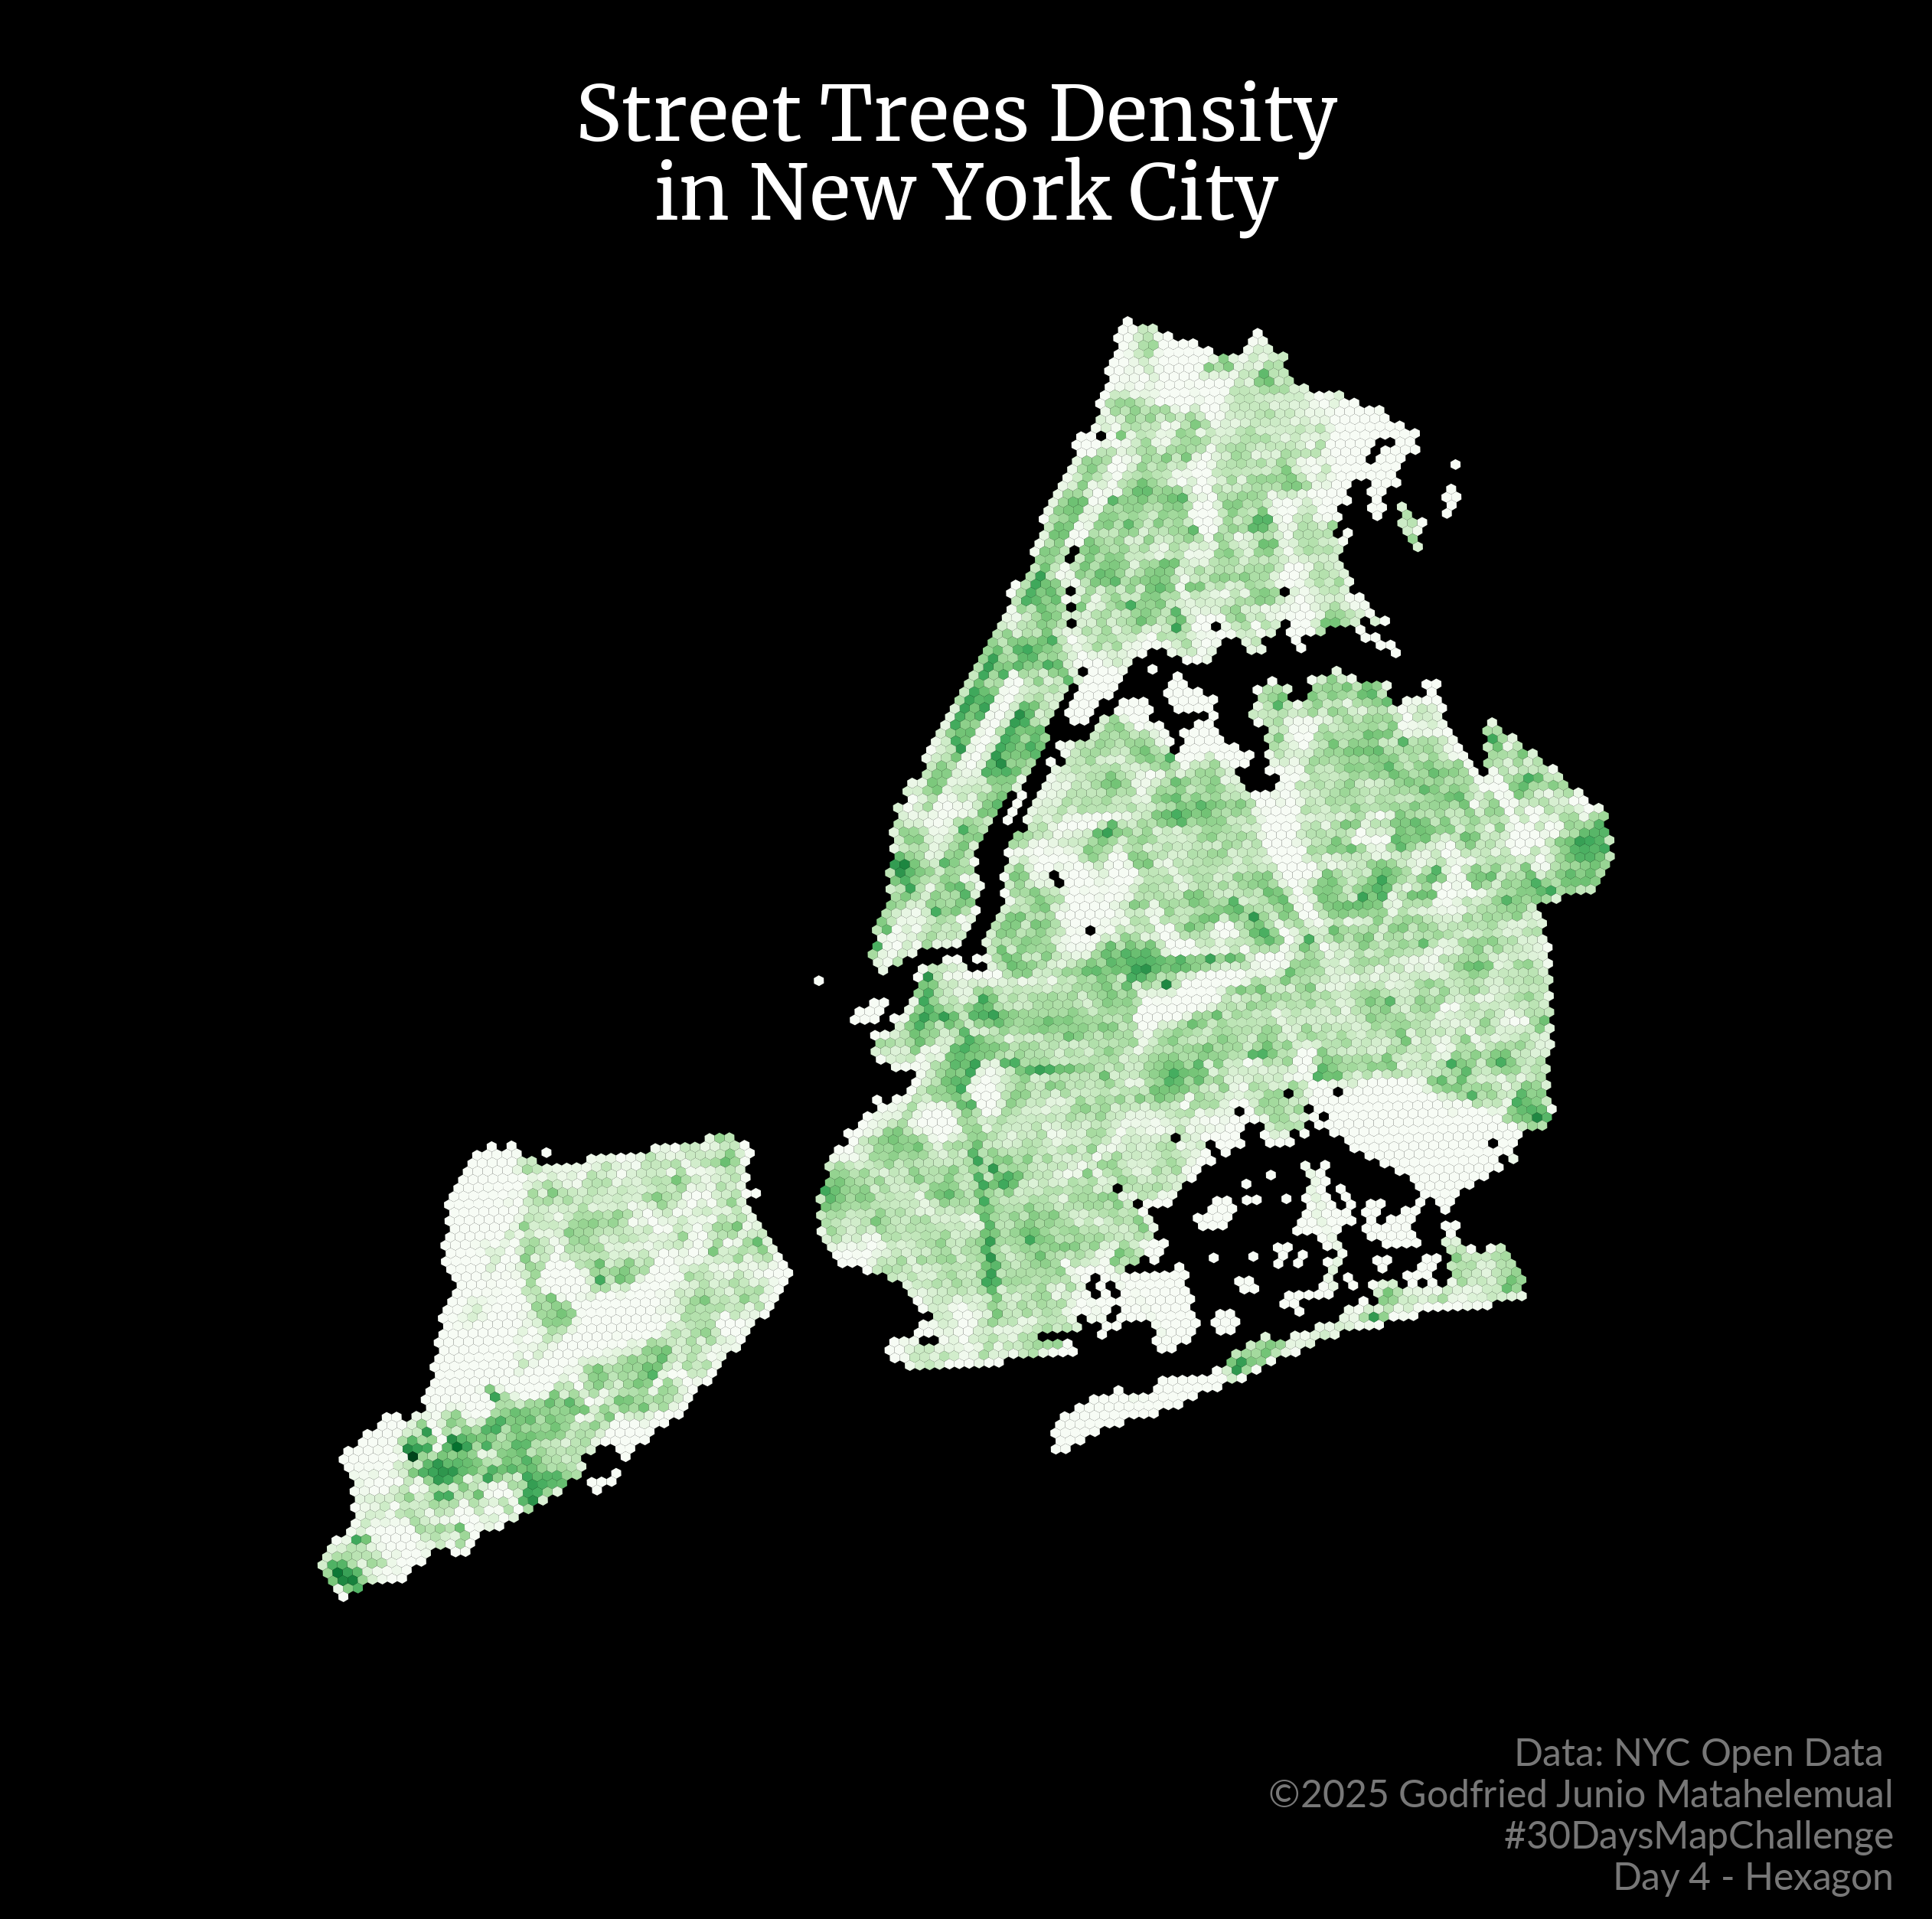 Street Trees Density
in New York City
Data: NYC Open Data
©2025 Godfried Junio Matahelemual
#30DaysMapChallenge
Day 4 - Hexagon